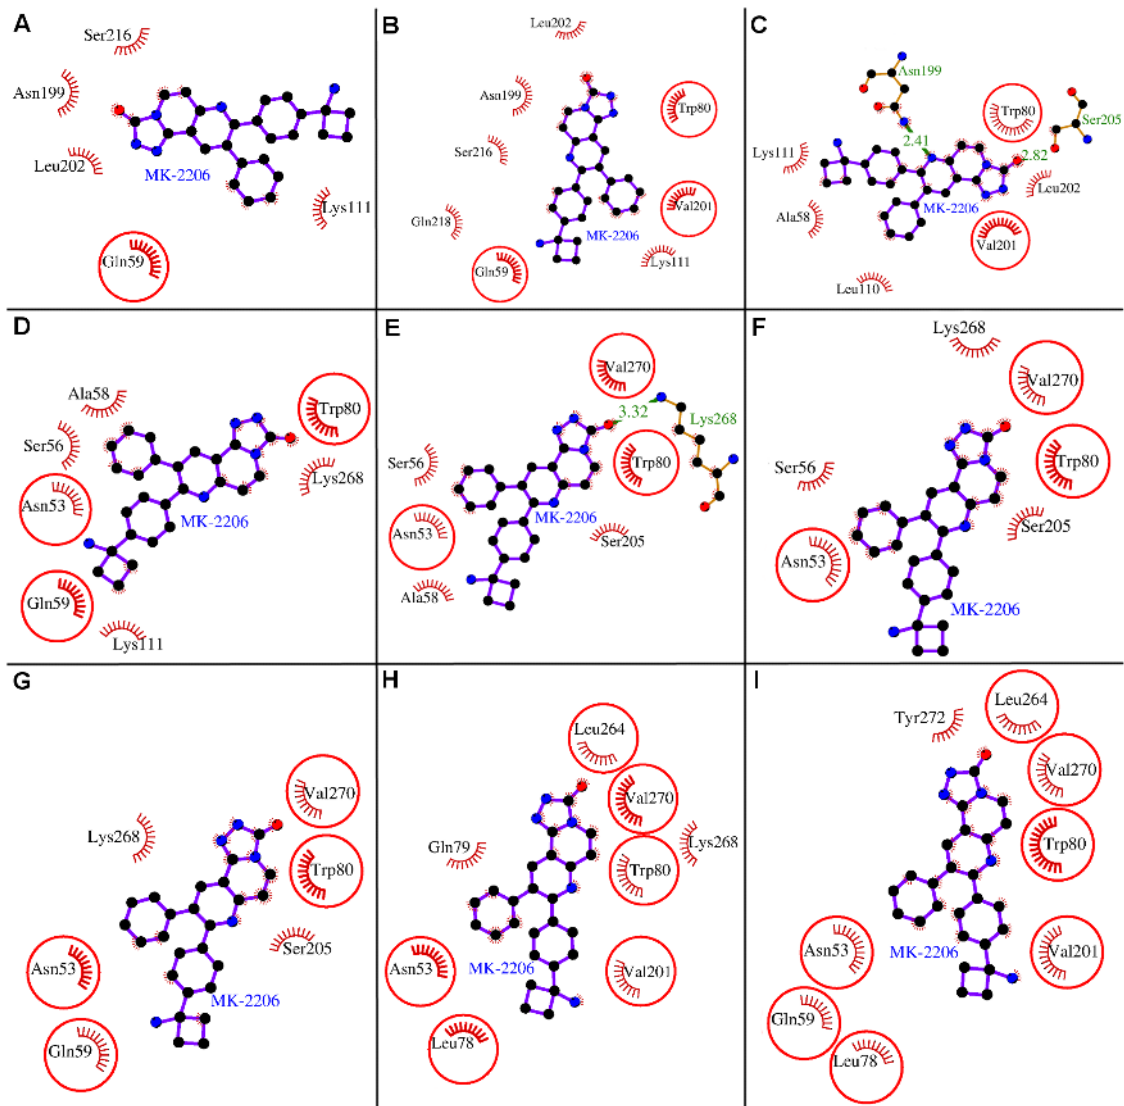 A
Ser216
Asn199
Leu202
MK-2206
Lys111
Gln59
B
Leu202
Asn199
Trp80
Ser216
Gln218
Val201
MK-2206
Lys111
Gln59
C
Asn199
Trp80
Ser205
2.41
2.82
Lys111
Leu202
MK-2206
Ala58
Val201
Leu110
D
Ala58
Trp80
Ser56
Lys268
Asn53
MK-2206
Gln59
Lys111
E
Val270
3.32
Lys268
Ser56
Trp80
MK-2206
Asn53
Ser205
Ala58
F
Lys268
Val270
Ser56
Trp80
Ser205
Asn53
MK-2206
G
Val270
Lys268
Trp80
Ser205
Asn53
MK-2206
Gln59
H
Leu264
Val270
Gln79
Lys268
Trp80
MK-2206
Asn53
Val201
Leu78
I
Tyr272
Leu264
Val270
Trp80
Asn53
MK-2206
Val201
Gln59
Leu78